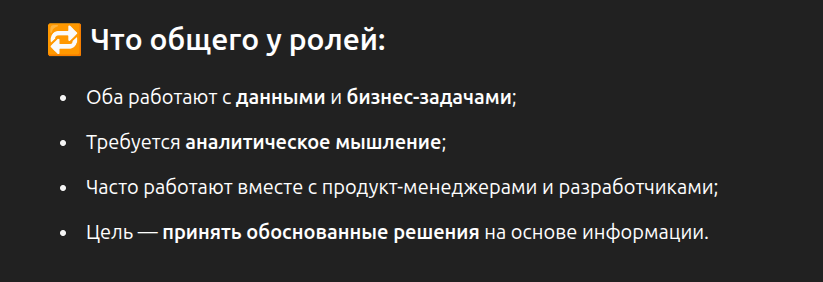 🔁 Что общего у ролей:
• Оба работают с данными и бизнес-задачами;
• Требуется аналитическое мышление;
• Часто работают вместе с продукт-менеджерами и разработчиками;
• Цель — принять обоснованные решения на основе информации.